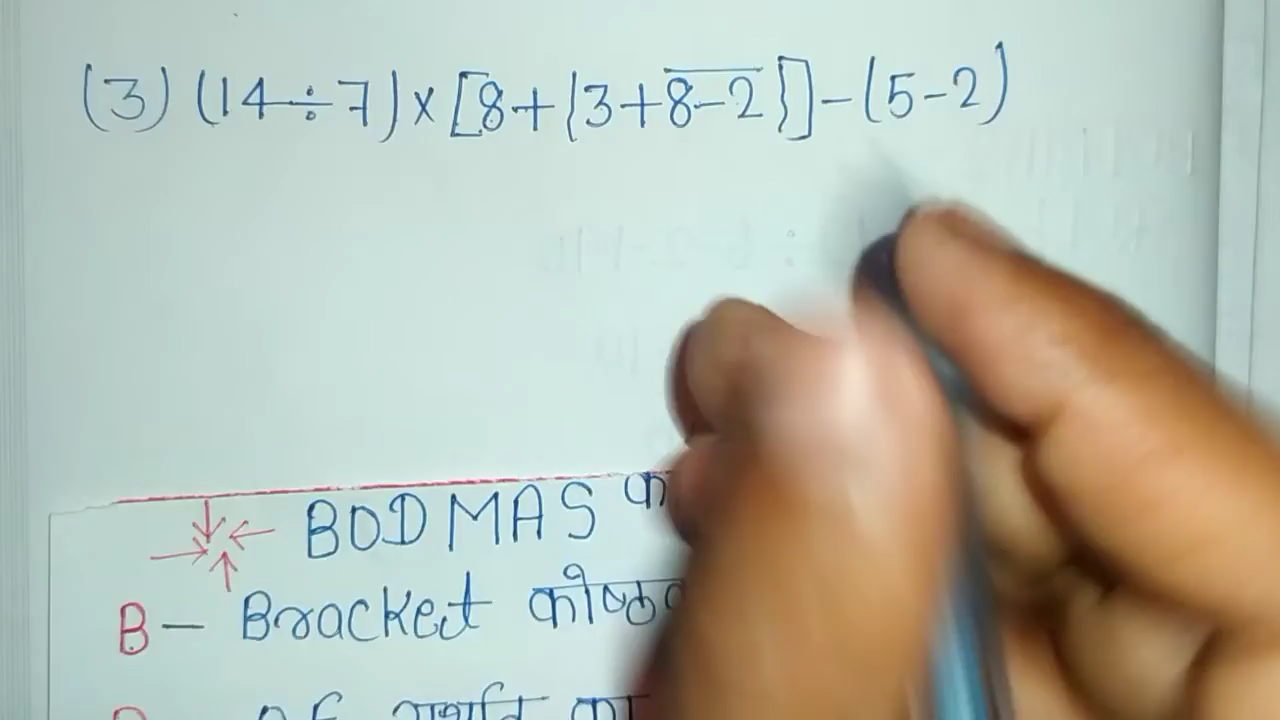 (3) (14÷7)×[8+{3+8̅-̅2̅}]-(5-2)
BODMAS
B- Bracket